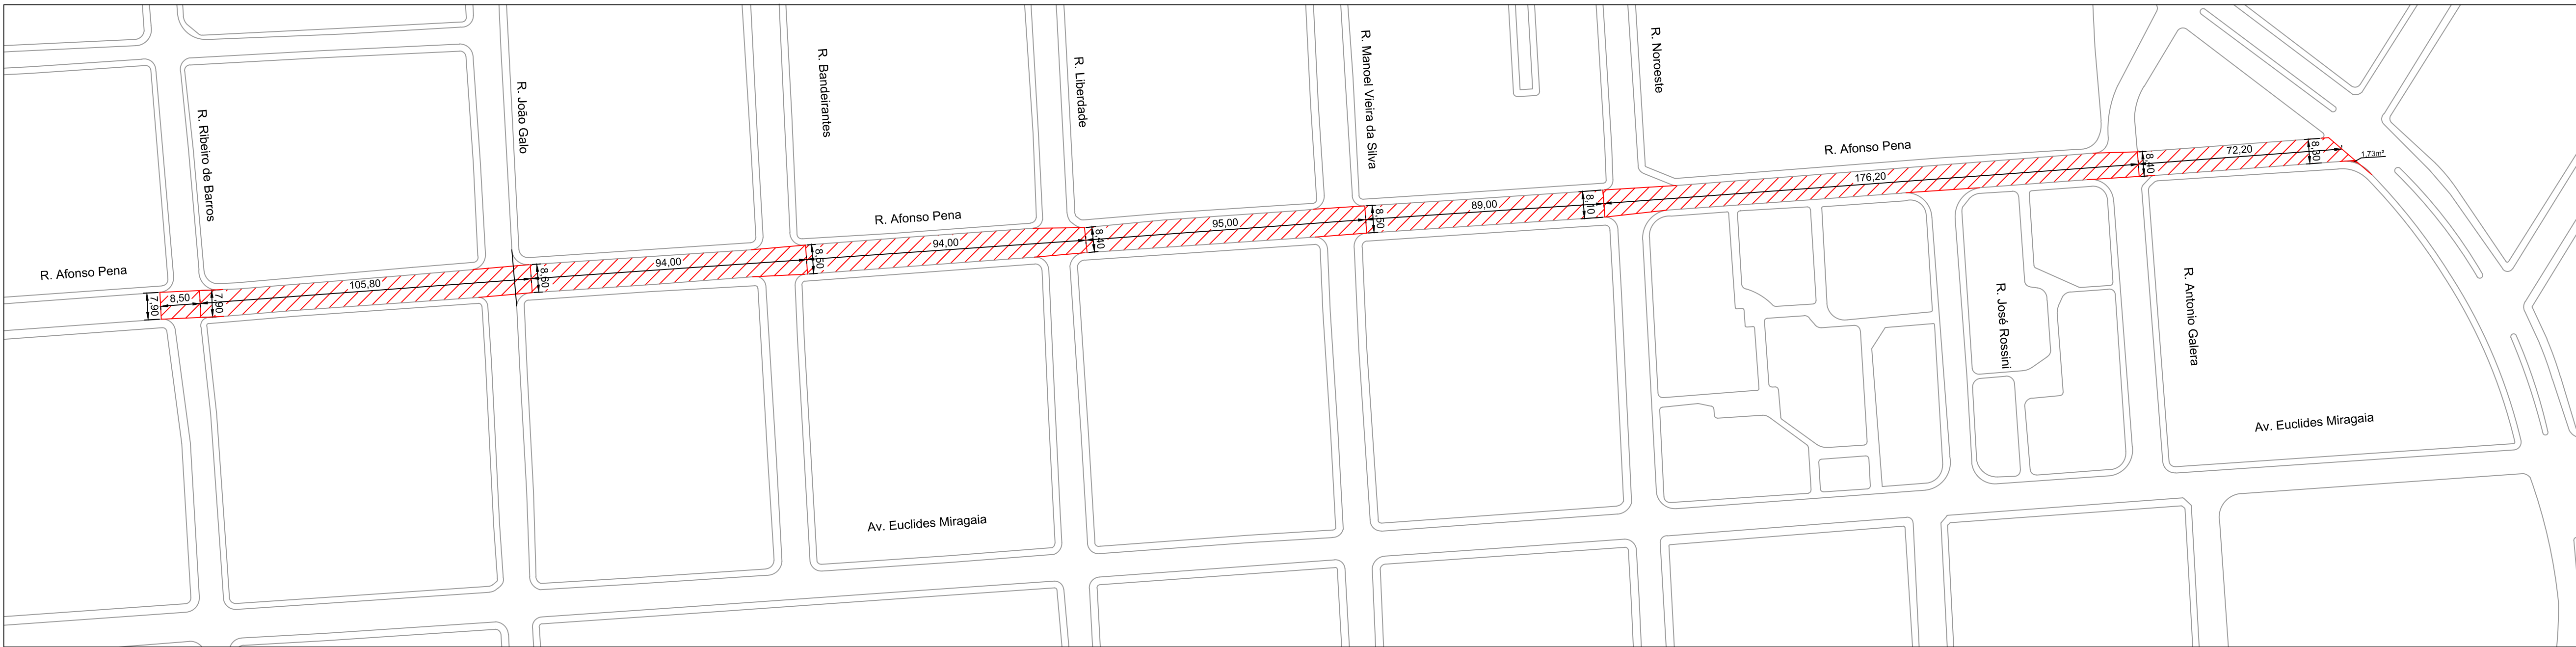 R. Ribeiro de Barros
R. João Galo
R. Bandeirantes
R. Liberdade
R. Manoel Vieira da Silva
R. Noroeste
R. Afonso Pena
R. Afonso Pena
R. Afonso Pena
7,90
8,50
7,90
105,80
8,60
94,00
8,50
94,00
8,40
95,00
8,50
89,00
8,10
176,20
8,40
72,20
8,30
1,73m²
R. José Rossini
R. Antonio Galera
Av. Euclides Miragaia
Av. Euclides Miragaia